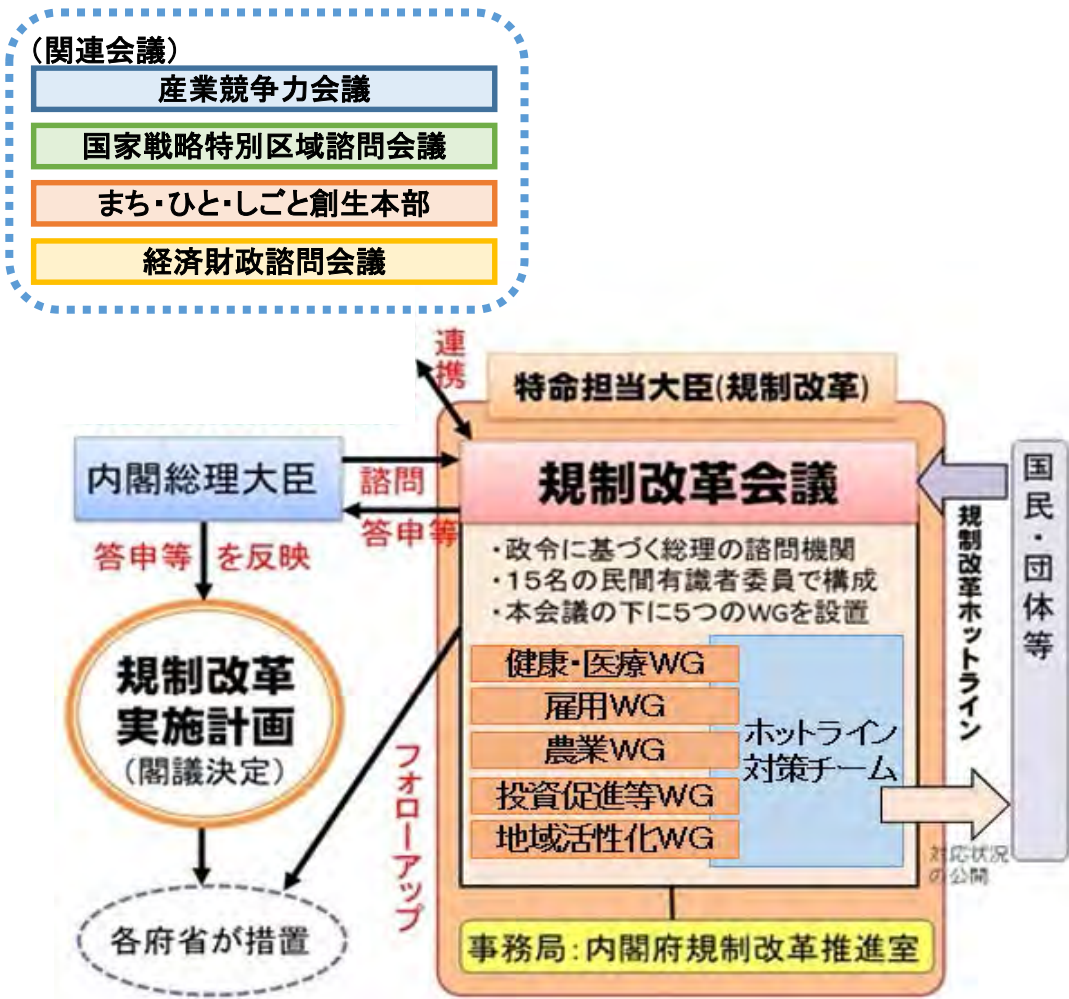 （関連会議）
産業競争力会議
国家戦略特別区域諮問会議
まち・ひと・しごと創生本部
経済財政諮問会議
連携
特命担当大臣(規制改革)
内閣総理大臣
諮問
答申等
規制改革会議
・政令に基づく総理の諮問機関
・15名の民間有識者委員で構成
・本会議の下に5つのWGを設置
国民・団体等
規制改革ホットライン
答申等を反映
規制改革
実施計画
(閣議決定)
フォローアップ
健康・医療WG
雇用WG
農業WG
投資促進等WG
地域活性化WG
ホットライン
対策チーム
対応状況
の公開
各府省が措置
事務局：内閣府規制改革推進室